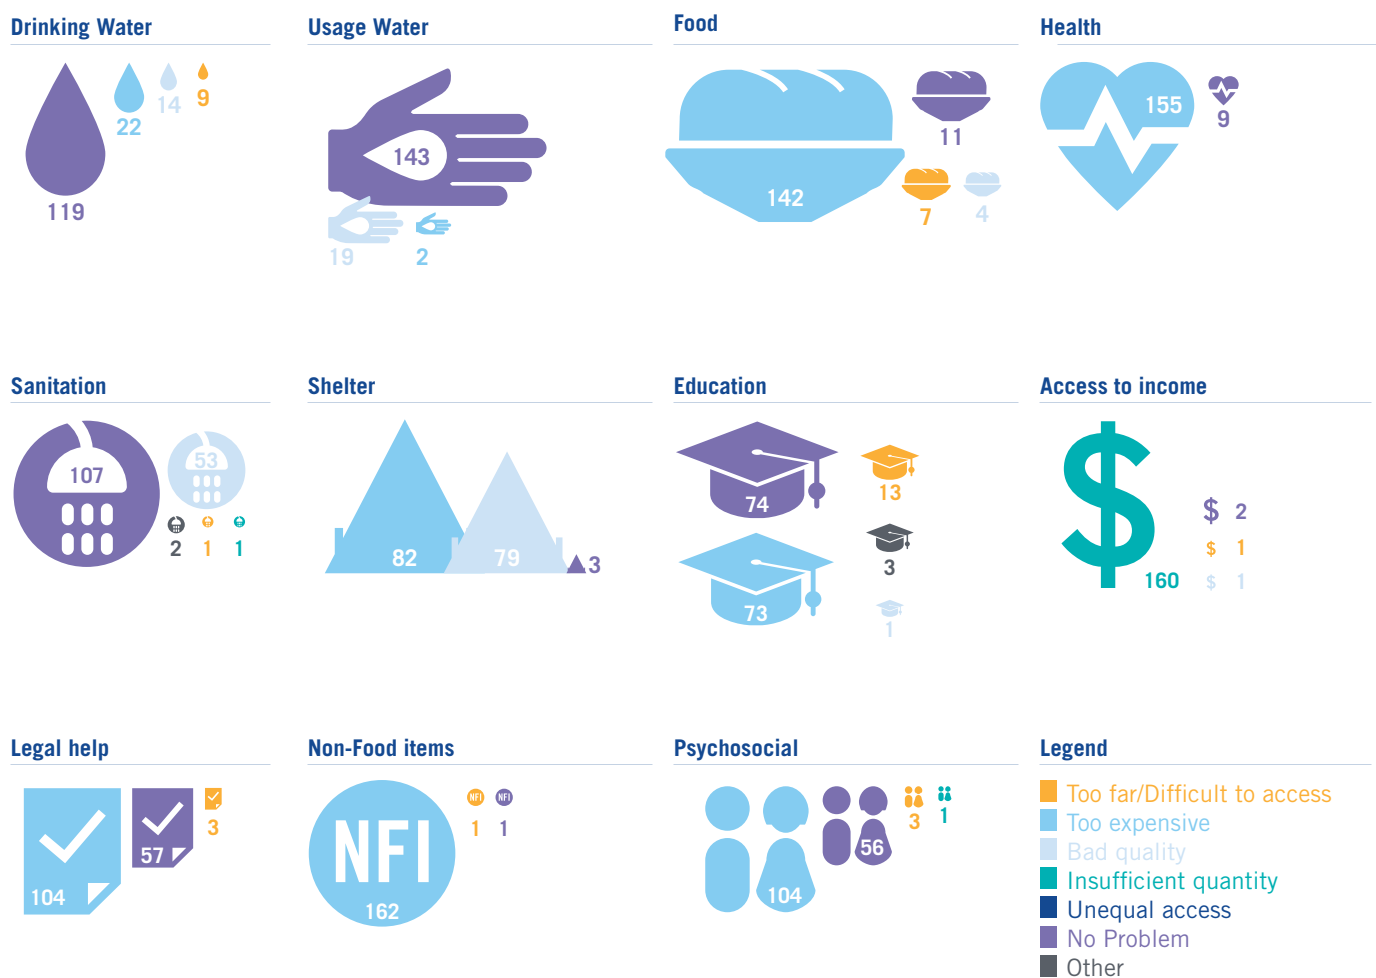 Drinking Water
119
22
14
9
Usage Water
143
19
2
Food
142
11
7
4
Health
155
9
Sanitation
107
53
2
1
1
Shelter
82
79
3
Education
74
13
73
3
1
Access to income
160
$ 2
$ 1
$ 1
Legal help
104
57
3
Non-Food items
NFI
162
NFI
1
NFI
1
Psychosocial
104
56
3
1
Legend
Too far/Difficult to access
Too expensive
Bad quality
Insufficient quantity
Unequal access
No Problem
Other